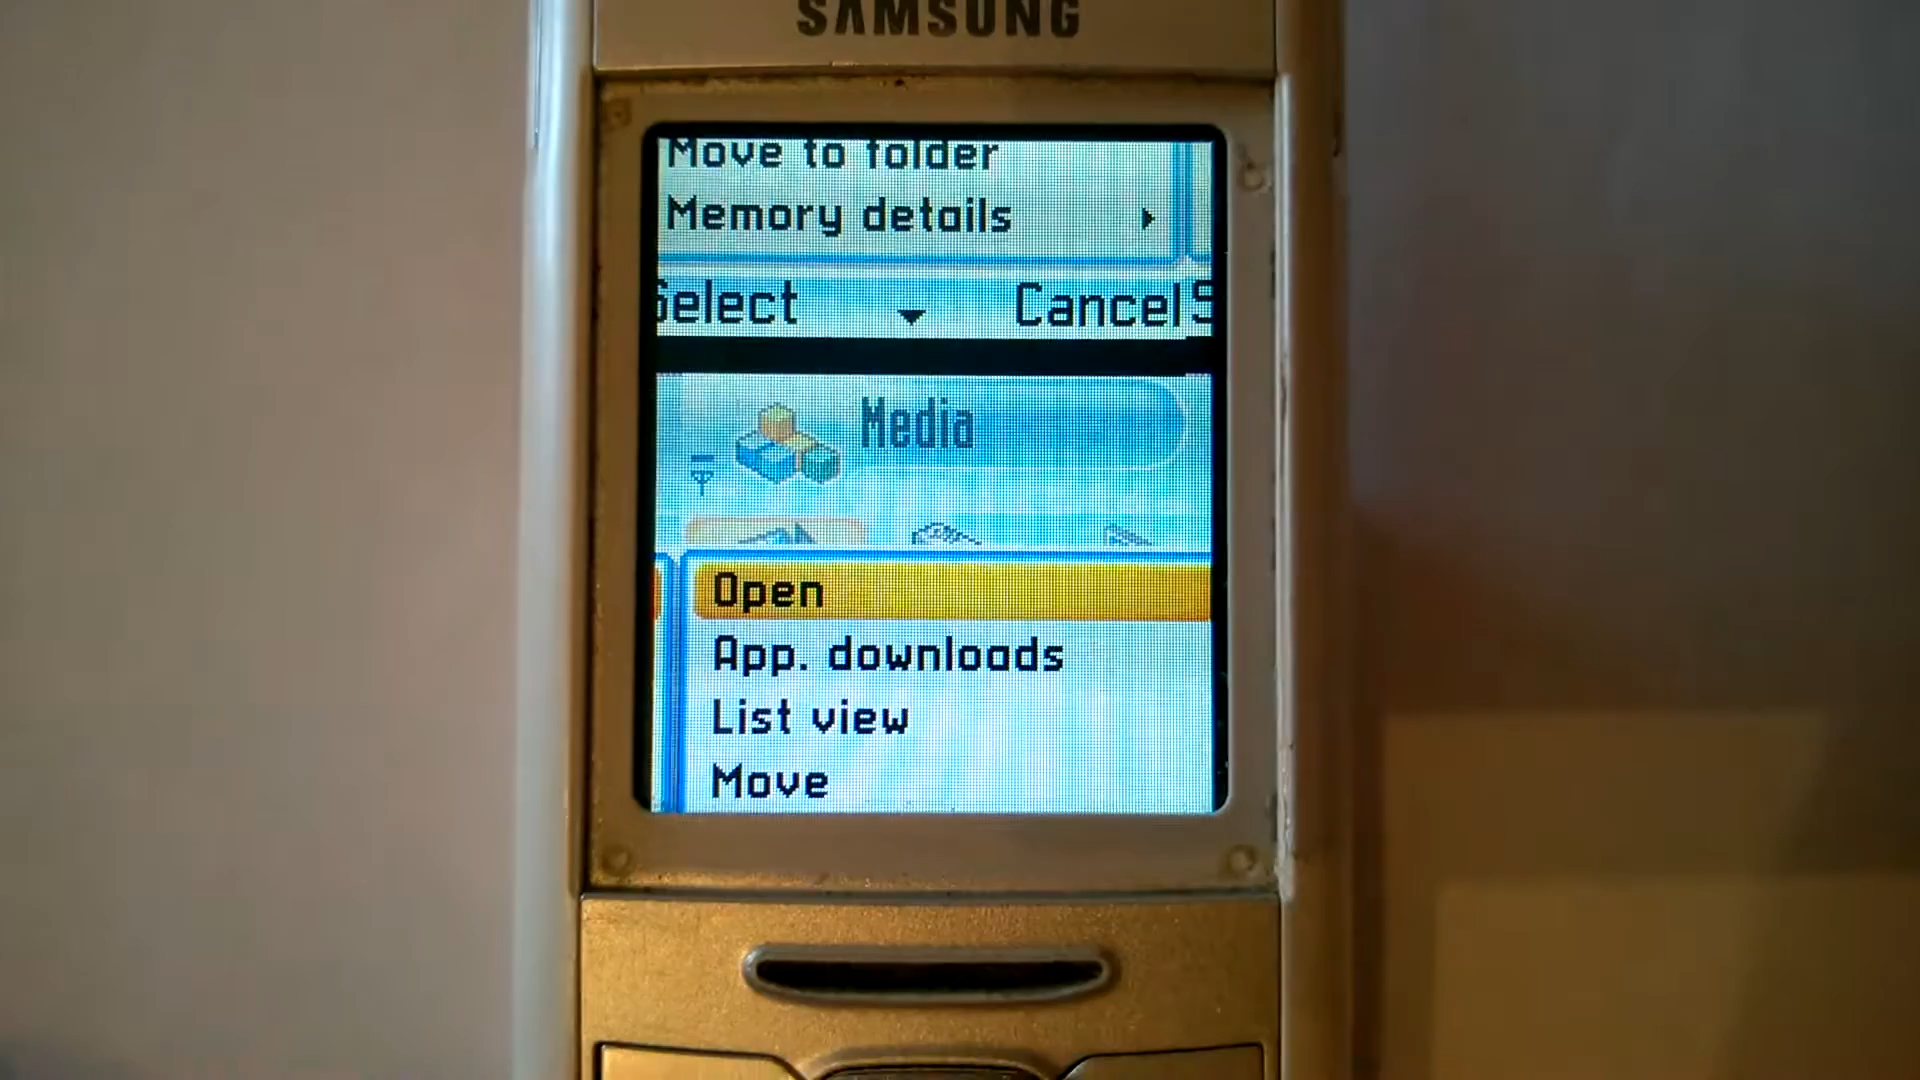 SAMSUNG
Move to folder
Memory details
Select
Cancel S
Media
Open
App. downloads
List view
Move